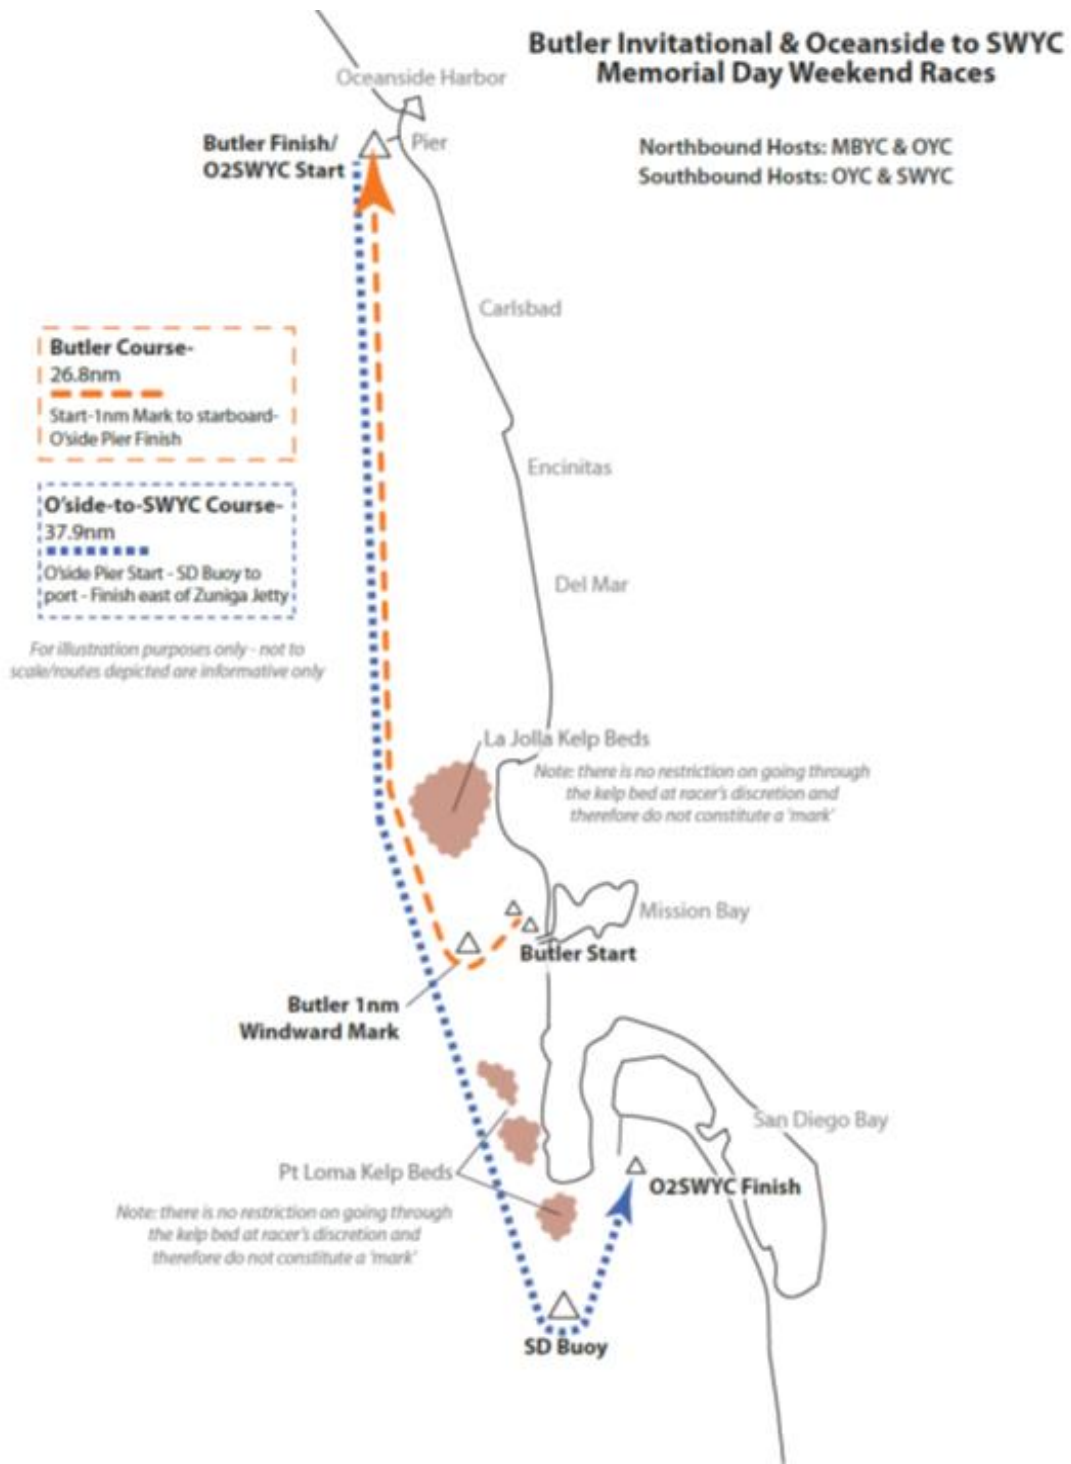 Butler Invitational & Oceanside to SWYC
Memorial Day Weekend Races
Northbound Hosts: MBYC & OYC
Southbound Hosts: OYC & SWYC
Oceanside Harbor
Pier
Butler Finish/
O2SWYC Start
Carlsbad
Butler Course-
26.8nm
Start-1nm Mark to starboard-
O'side Pier Finish
Encinitas
O'side-to-SWYC Course-
37.9nm
O'side Pier Start - SD Buoy to
port - Finish east of Zuniga Jetty
Del Mar
For illustration purposes only - not to
scale/routes depicted are informative only
La Jolla Kelp Beds
Note: there is no restriction on going through
the kelp bed at racer's discretion and
therefore do not constitute a 'mark'
Mission Bay
Butler Start
Butler 1nm
Windward Mark
San Diego Bay
Pt Loma Kelp Beds
Note: there is no restriction on going through
the kelp bed at racer's discretion and
therefore do not constitute a 'mark'
O2SWYC Finish
SD Buoy